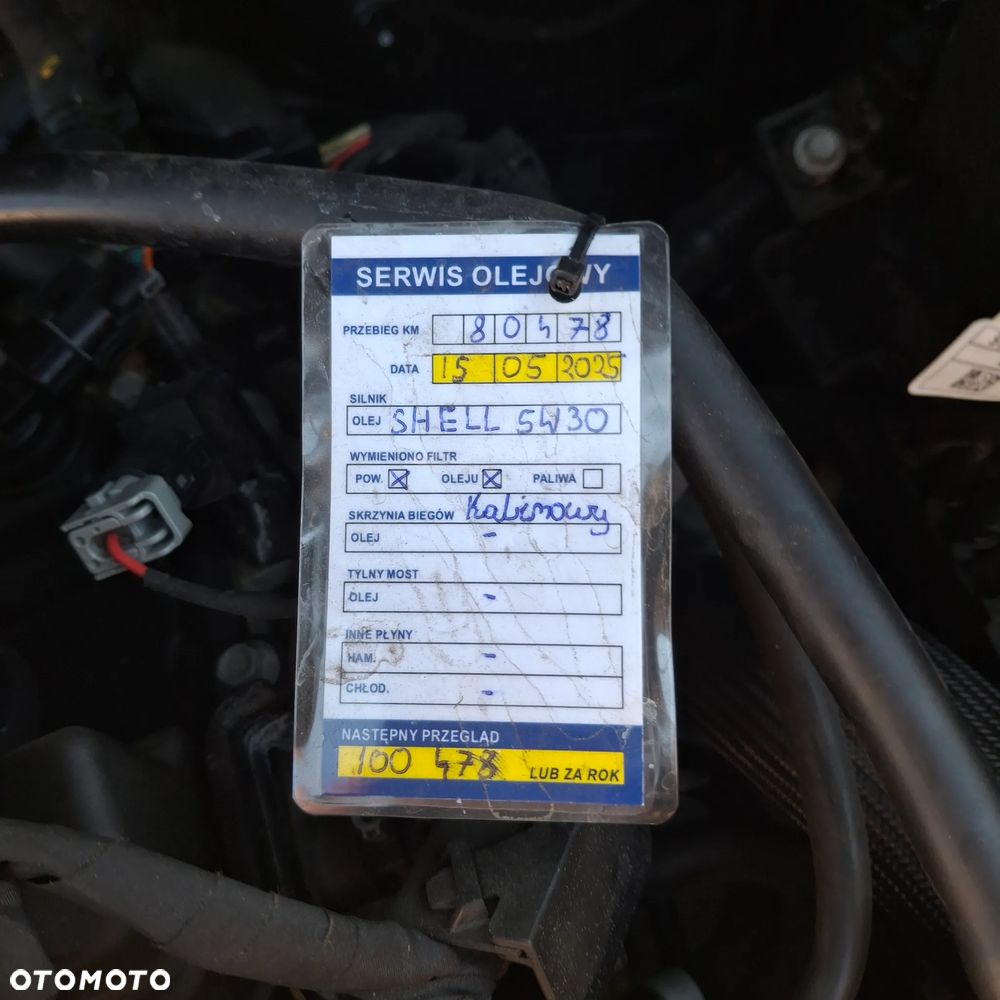 SERWIS OLEJOWY
PRZEBIEG KM 80478
DATA 15 05 2025
SILNIK
OLEJ SHELL 5W30
WYMIENIONO FILTR
POW. ☒ OLEJU ☒ PALIWA ☐
SKRZYNIA BIEGÓW Kabinowy
OLEJ -
TYLNY MOST
OLEJ -
INNE PŁYNY
HAM. -
CHŁOD. -
NASTĘPNY PRZEGLĄD
100 478 LUB ZA ROK
OTOMOTO